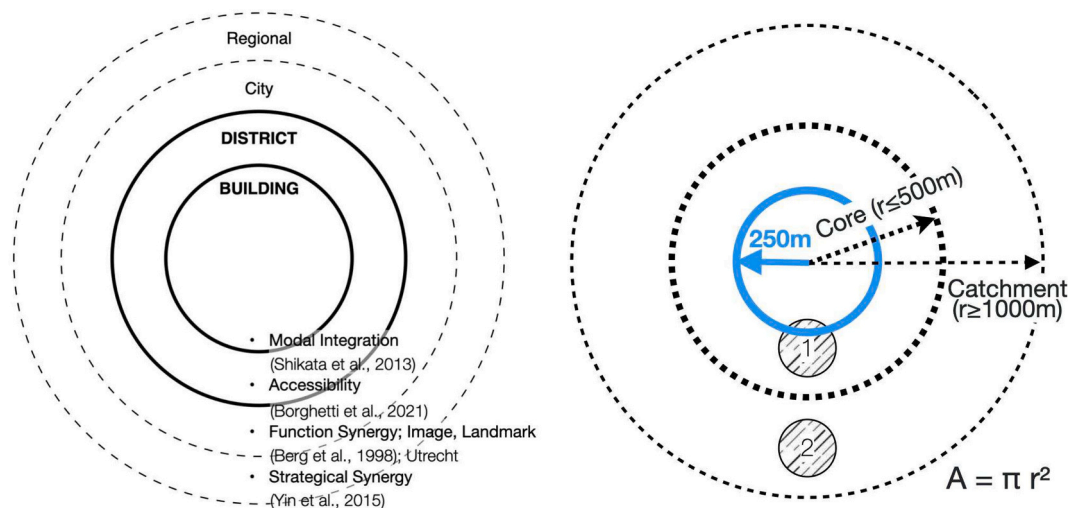 Regional
City
DISTRICT
BUILDING
• Modal Integration
(Shikata et al., 2013)
• Accessibility
(Borghetti et al., 2021)
• Function Synergy; Image, Landmark
(Berg et al., 1998); Utrecht
• Strategical Synergy
(Yin et al., 2015)
Core (r≤500m)
250m
Catchment
(r≥1000m)
1
2
A = π r²